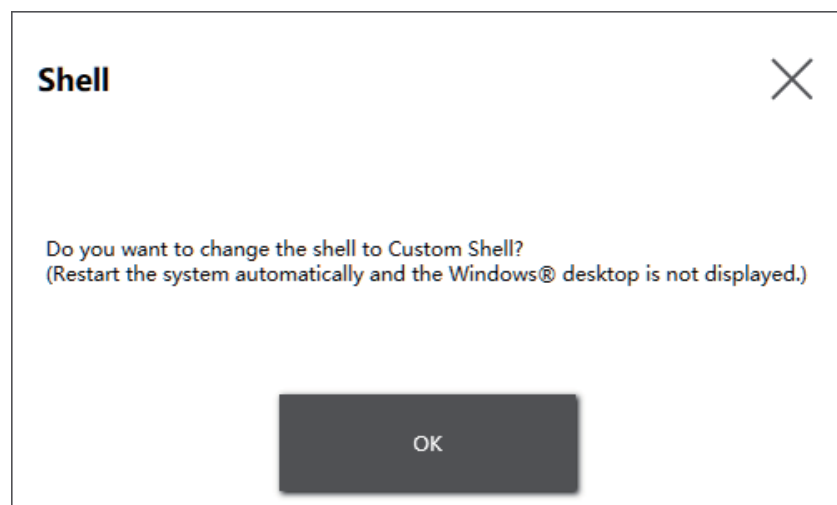 Shell
Do you want to change the shell to Custom Shell?
(Restart the system automatically and the Windows® desktop is not displayed.)
OK